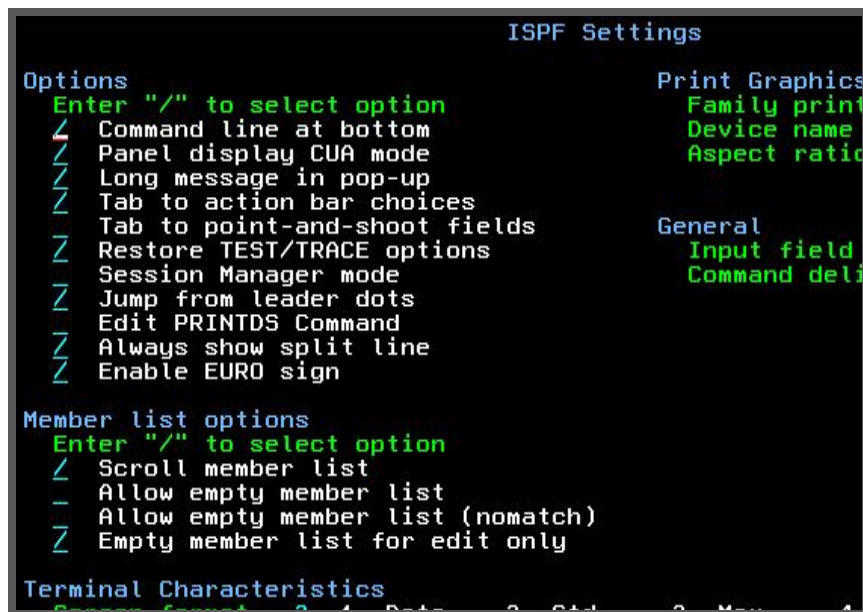 ISPF Settings
Options Print Graphics
Enter "/" to select option Family print
/ Command line at bottom Device name
/ Panel display CUA mode Aspect ratio
/ Long message in pop-up
/ Tab to action bar choices
_ Tab to point-and-shoot fields General
/ Restore TEST/TRACE options Input field
_ Session Manager mode Command deli
/ Jump from leader dots
_ Edit PRINTDS Command
/ Always show split line
/ Enable EURO sign
Member list options
Enter "/" to select option
/ Scroll member list
_ Allow empty member list
_ Allow empty member list (nomatch)
/ Empty member list for edit only
Terminal Characteristics